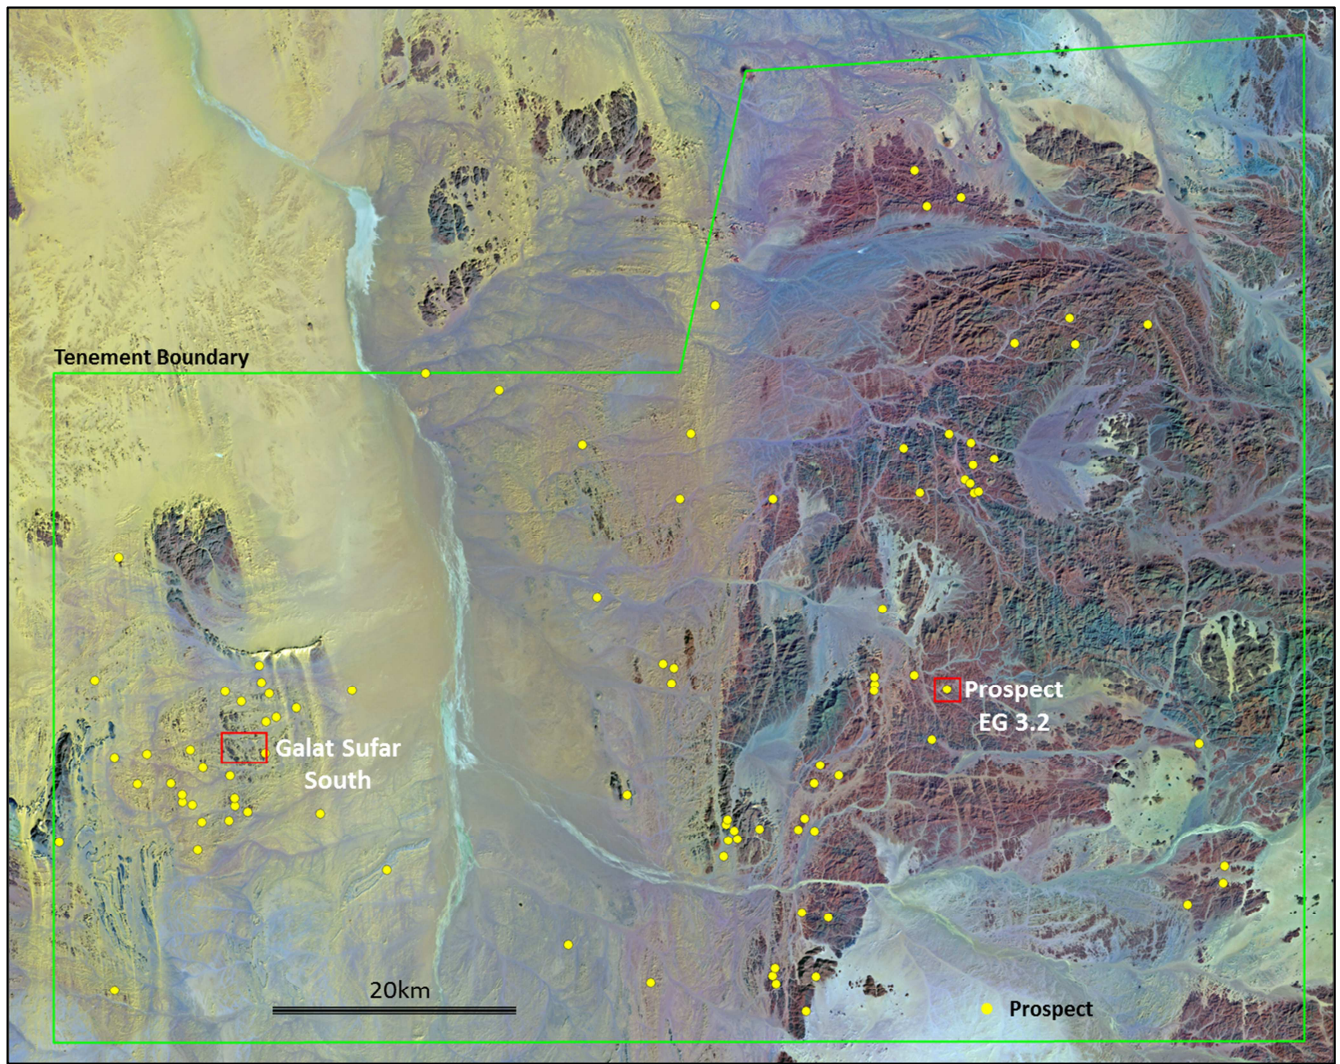 Tenement Boundary
Prospect
EG 3.2
Galat Sufar
South
20km
Prospect